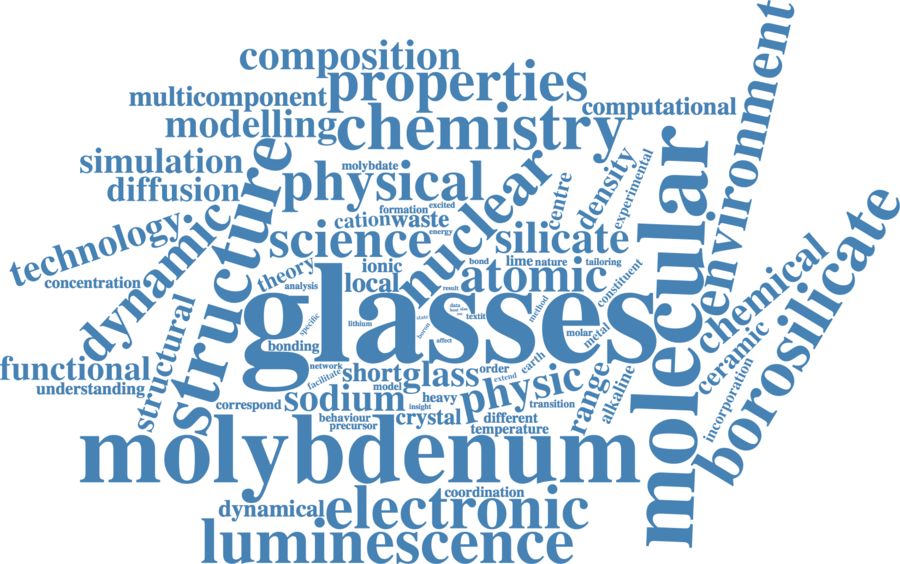 composition
environment
properties
multicomponent
computational
modelling
chemistry
simulation
molybdate
structure
diffusion
physical
nuclear
density
experimental
centre
molecular
formation
excited
cation
waste
energy
technology
dynamic
science
silicate
borosilicate
theory
ionic
bond
lime
nature
tailoring
chemical
concentration
analysis
local
result
atomic
constituent
glasses
data
state
textit
method
specific
lithium
boron
affect
molar
metal
structural
bonding
functional
network
facilitate
short
glass
order
extend
earth
ceramic
understanding
model
physic
range
alkaline
incorporation
correspond
sodium
insight
heavy
transition
behaviour
precursor
crystal
different
temperature
molybdenum
coordination
dynamical
electronic
luminescence